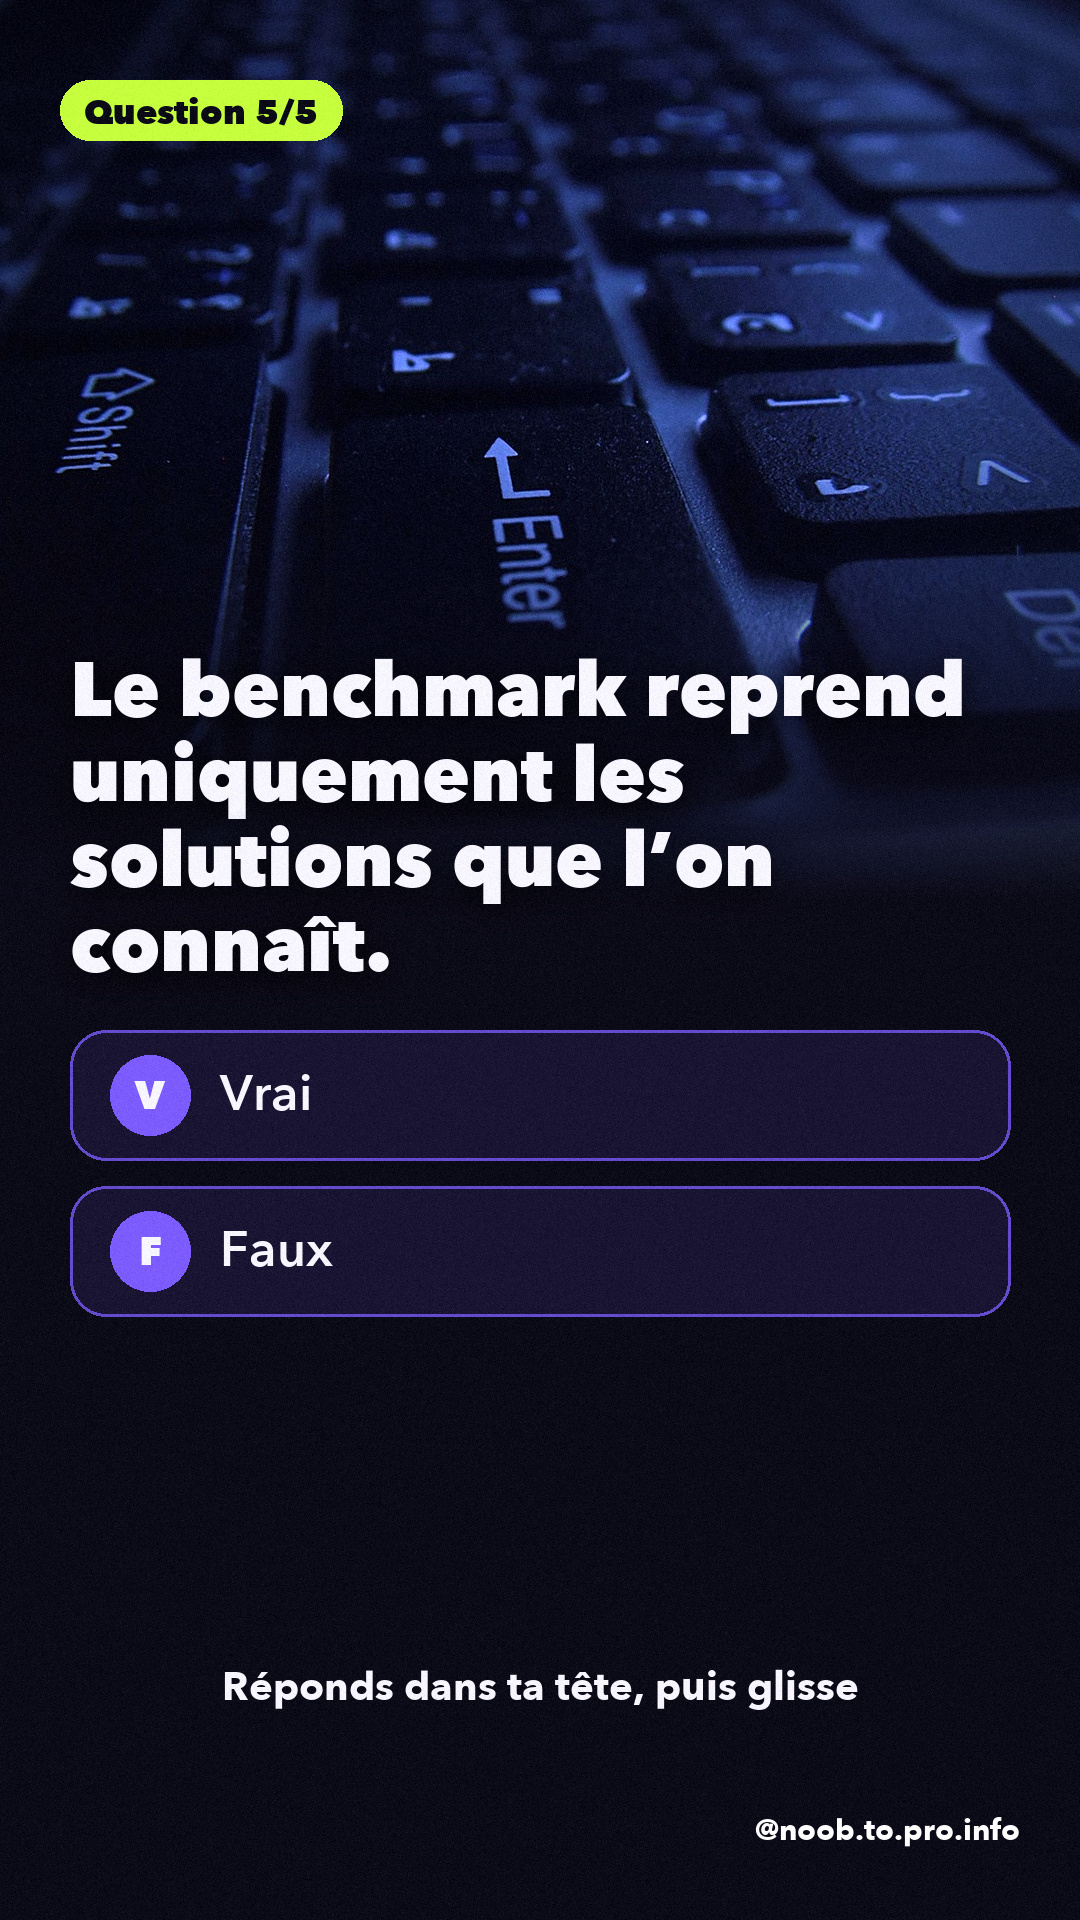 Question 5/5
Shift
Enter
Del
Le benchmark reprend
uniquement les
solutions que l’on
connaît.
V Vrai
F Faux
Réponds dans ta tête, puis glisse
@noob.to.pro.info